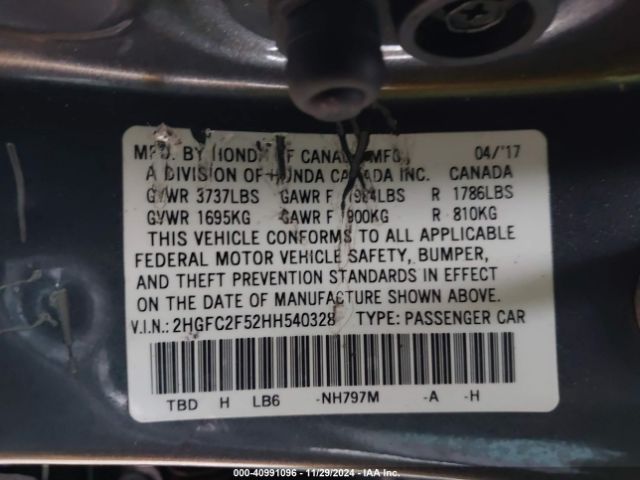 MFD. BY HONDA OF CANADA MFG. 04/'17
A DIVISION OF HONDA CANADA INC. CANADA
GVWR 3737LBS GAWR F 1984LBS R 1786LBS
GVWR 1695KG GAWR F 900KG R 810KG
THIS VEHICLE CONFORMS TO ALL APPLICABLE
FEDERAL MOTOR VEHICLE SAFETY, BUMPER,
AND THEFT PREVENTION STANDARDS IN EFFECT
ON THE DATE OF MANUFACTURE SHOWN ABOVE.
V.I.N.: 2HGFC2F52HH540328 TYPE: PASSENGER CAR
TBD H LB6 -NH797M -A -H
000-40991096 - 11/29/2024 - IAA Inc.